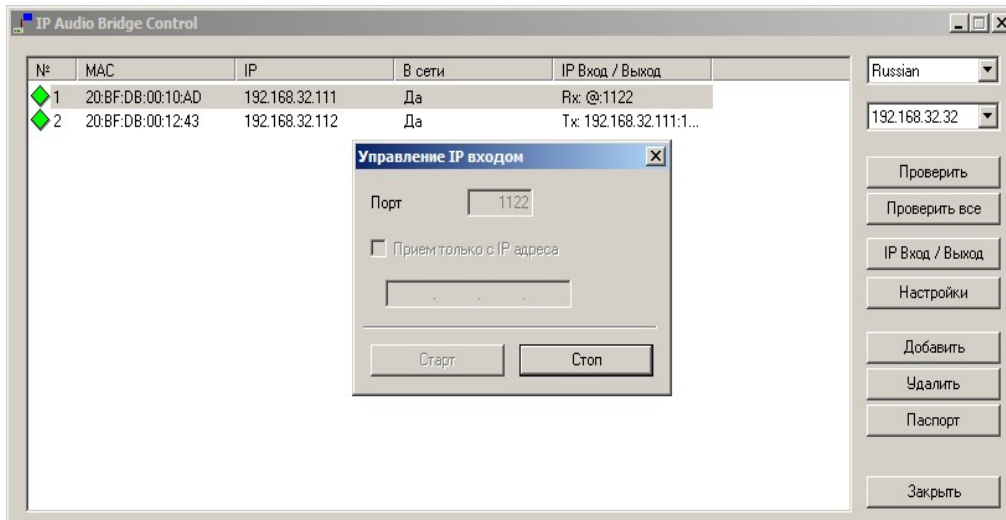 IP Audio Bridge Control
№ MAC IP В сети IP Вход / Выход
1 20:BF:DB:00:10:AD 192.168.32.111 Да Rx: @:1122
2 20:BF:DB:00:12:43 192.168.32.112 Да Tx: 192.168.32.111:1...
Управление IP входом
Порт 1122
Прием только с IP адреса
. . .
Старт Стоп
Russian
192.168.32.32
Проверить
Проверить все
IP Вход / Выход
Настройки
Добавить
Удалить
Паспорт
Закрыть